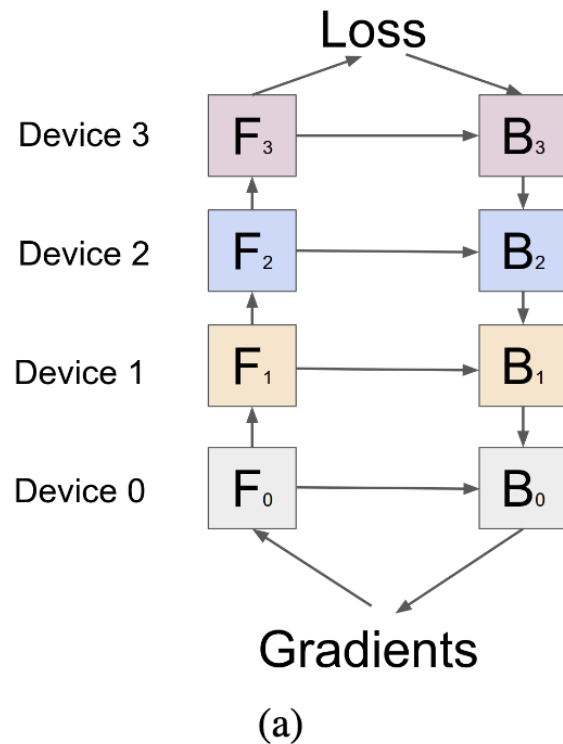 Loss
Device 3 F₃ B₃
Device 2 F₂ B₂
Device 1 F₁ B₁
Device 0 F₀ B₀
Gradients
(a)